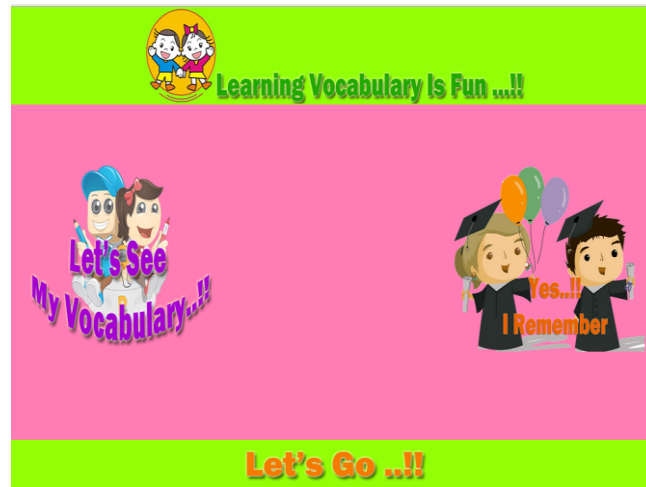 Learning Vocabulary Is Fun ...!!
Let's See
My Vocabulary..!!
Yes..!!
I Remember
Let's Go ..!!